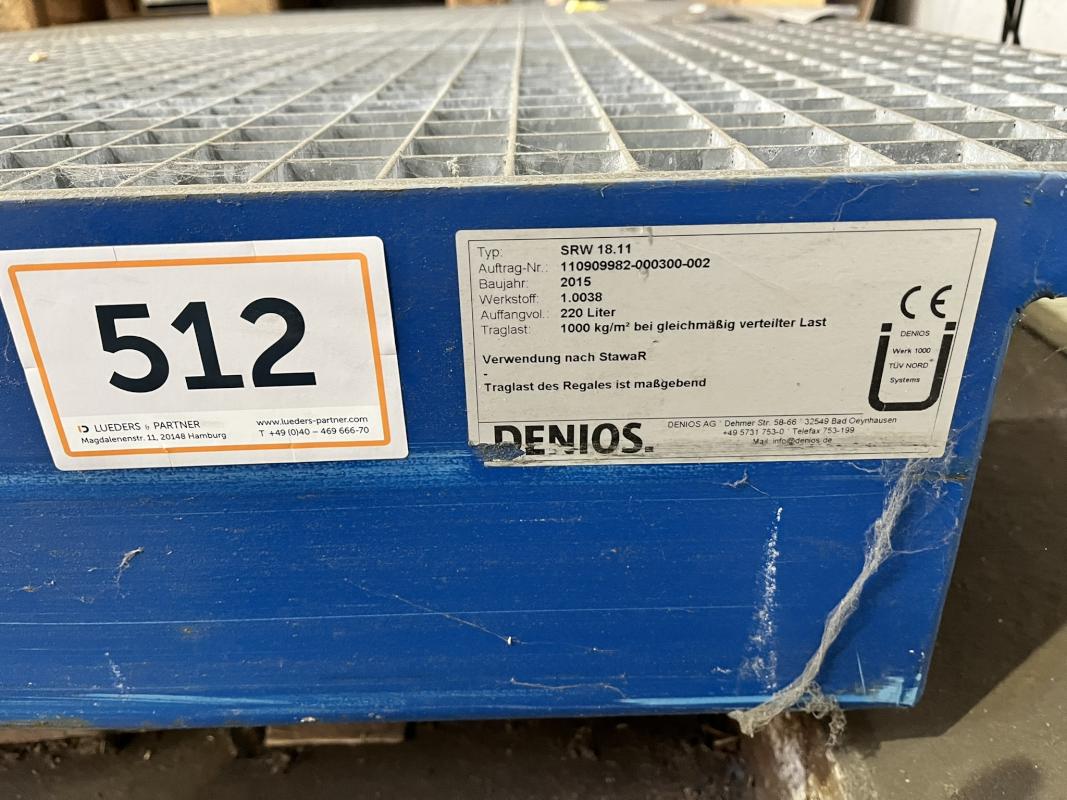 512
LUEDERS & PARTNER
Magdalenenstr. 11, 20148 Hamburg
www.lueders-partner.com
T +49 (0)40 – 469 666-70
Typ: SRW 18.11
Auftrag-Nr.: 110909982-000300-002
Baujahr: 2015
Werkstoff: 1.0038
Auffangvol.: 220 Liter
Traglast: 1000 kg/m² bei gleichmäßig verteilter Last
Verwendung nach StawaR
-
Traglast des Regales ist maßgebend
CE
DENIOS
Werk 1000
TÜV NORD
Systems
DENIOS.
DENIOS AG * Dehmer Str. 58-66 * 32549 Bad Oeynhausen
+49 5731 753-0 * Telefax 753-199
Mail: info@denios.de